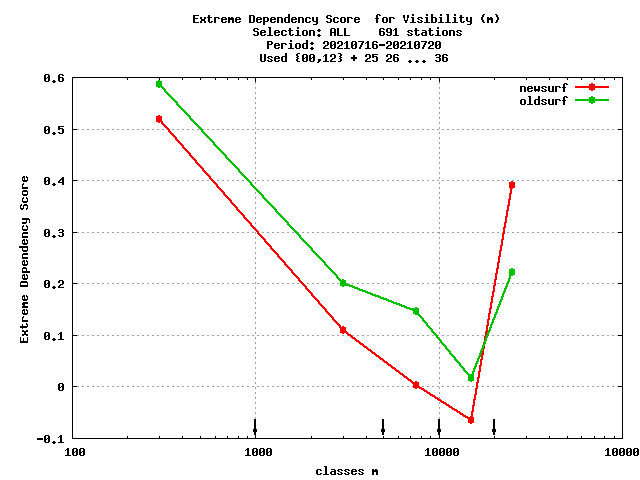 Extreme Dependency Score  for Visibility (m)
Selection: ALL    691 stations
Period: 20210716-20210720
Used {00,12} + 25 26 ... 36
newsurf
oldsurf
Extreme Dependency Score
0.6
0.5
0.4
0.3
0.2
0.1
0
-0.1
100 1000 10000 10000
classes m